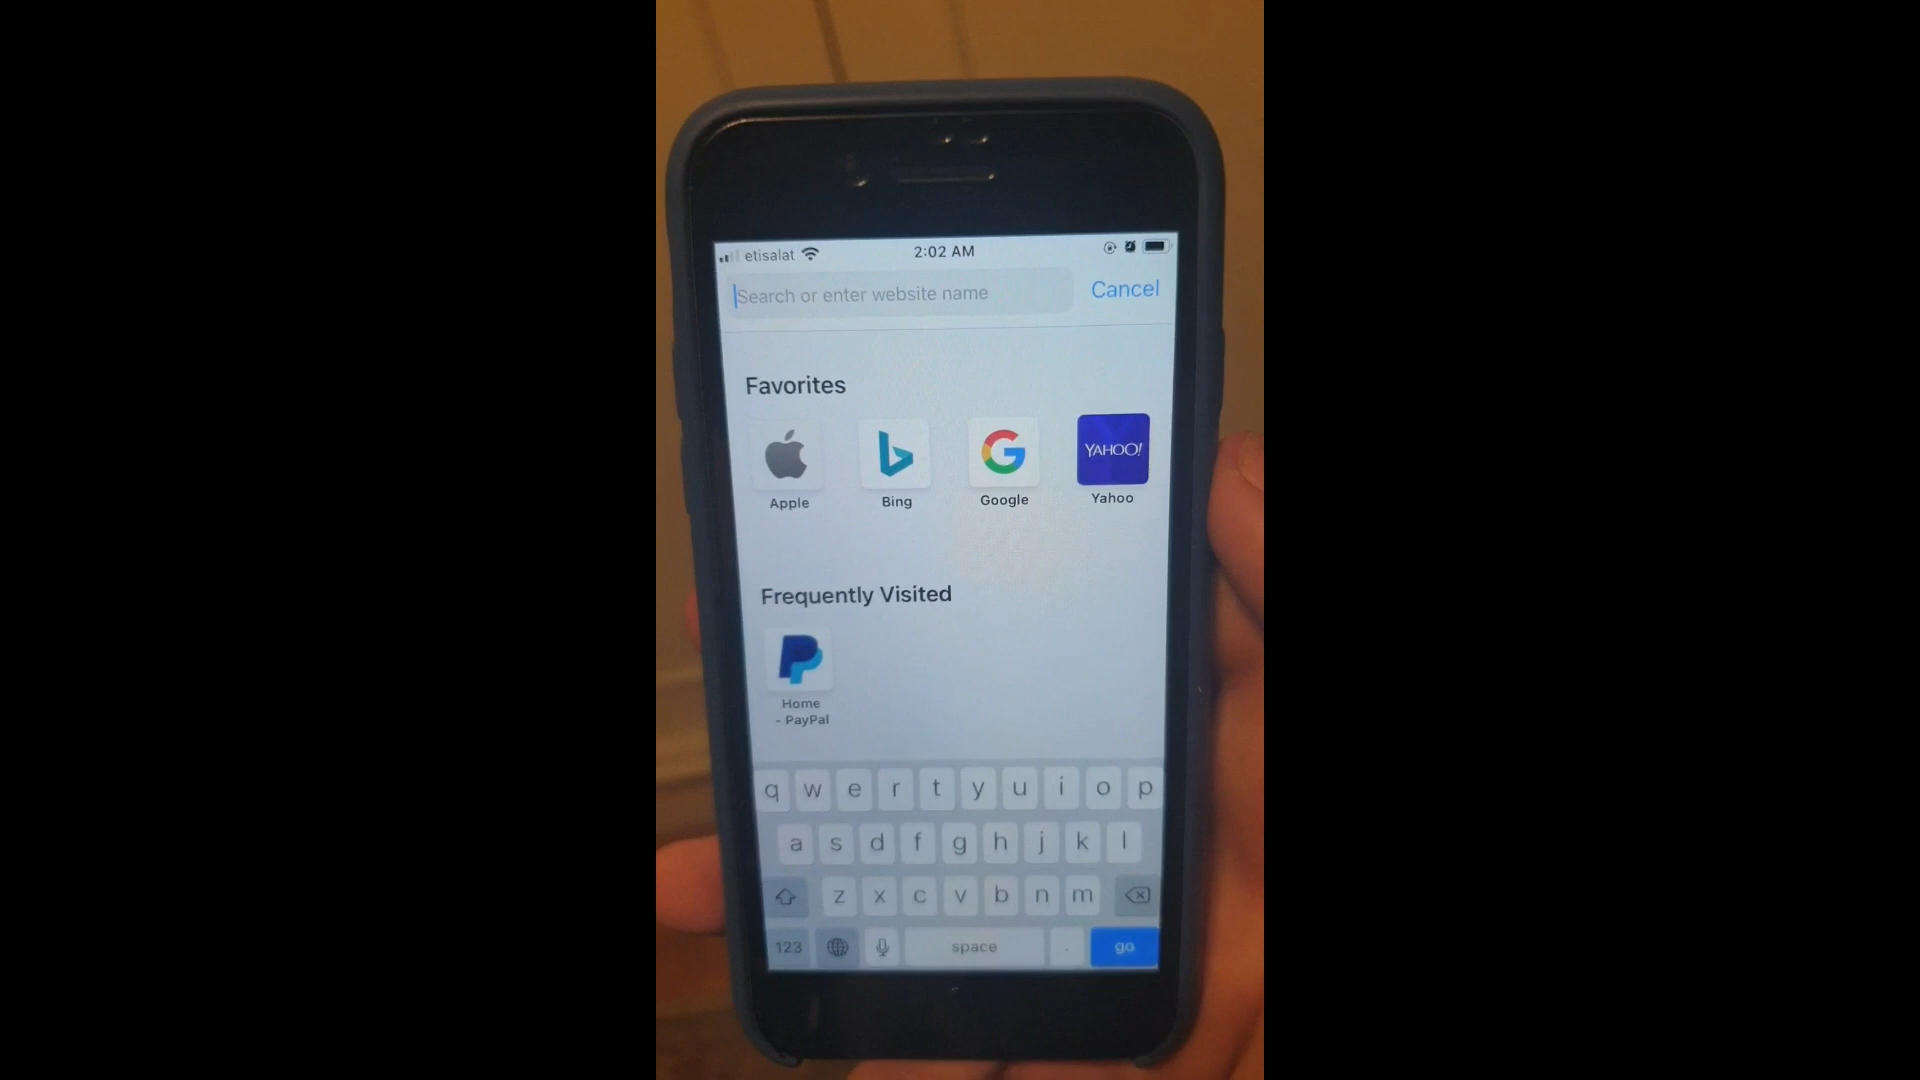 etisalat 2:02 AM
Search or enter website name Cancel
Favorites
YAHOO!
Apple Bing Google Yahoo
Frequently Visited
Home
- PayPal
q w e r t y u i o p
a s d f g h j k l
z x c v b n m
123 space . go